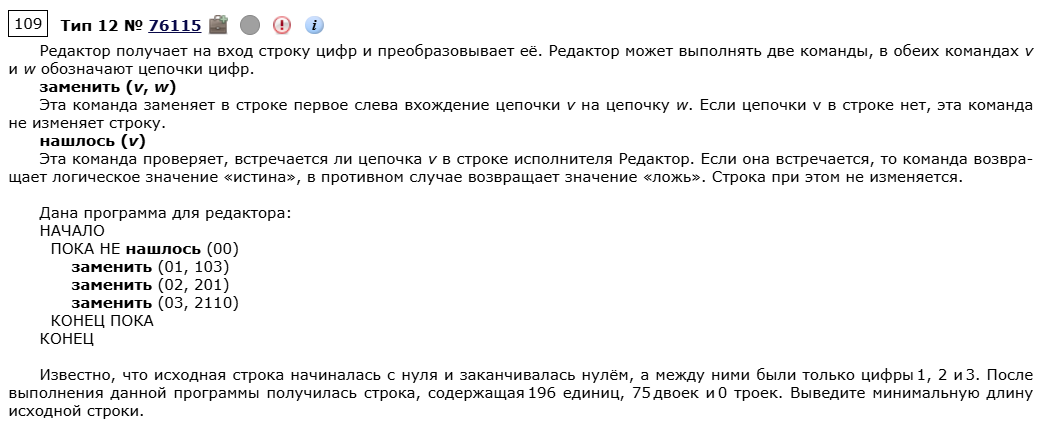 109 Тип 12 № 76115
Редактор получает на вход строку цифр и преобразовывает её. Редактор может выполнять две команды, в обеих командах v
и w обозначают цепочки цифр.
заменить (v, w)
Эта команда заменяет в строке первое слева вхождение цепочки v на цепочку w. Если цепочки v в строке нет, эта команда
не изменяет строку.
нашлось (v)
Эта команда проверяет, встречается ли цепочка v в строке исполнителя Редактор. Если она встречается, то команда возвра-
щает логическое значение «истина», в противном случае возвращает значение «ложь». Строка при этом не изменяется.
Дана программа для редактора:
НАЧАЛО
ПОКА НЕ нашлось (00)
заменить (01, 103)
заменить (02, 201)
заменить (03, 2110)
КОНЕЦ ПОКА
КОНЕЦ
Известно, что исходная строка начиналась с нуля и заканчивалась нулём, а между ними были только цифры 1, 2 и 3. После
выполнения данной программы получилась строка, содержащая 196 единиц, 75 двоек и 0 троек. Выведите минимальную длину
исходной строки.